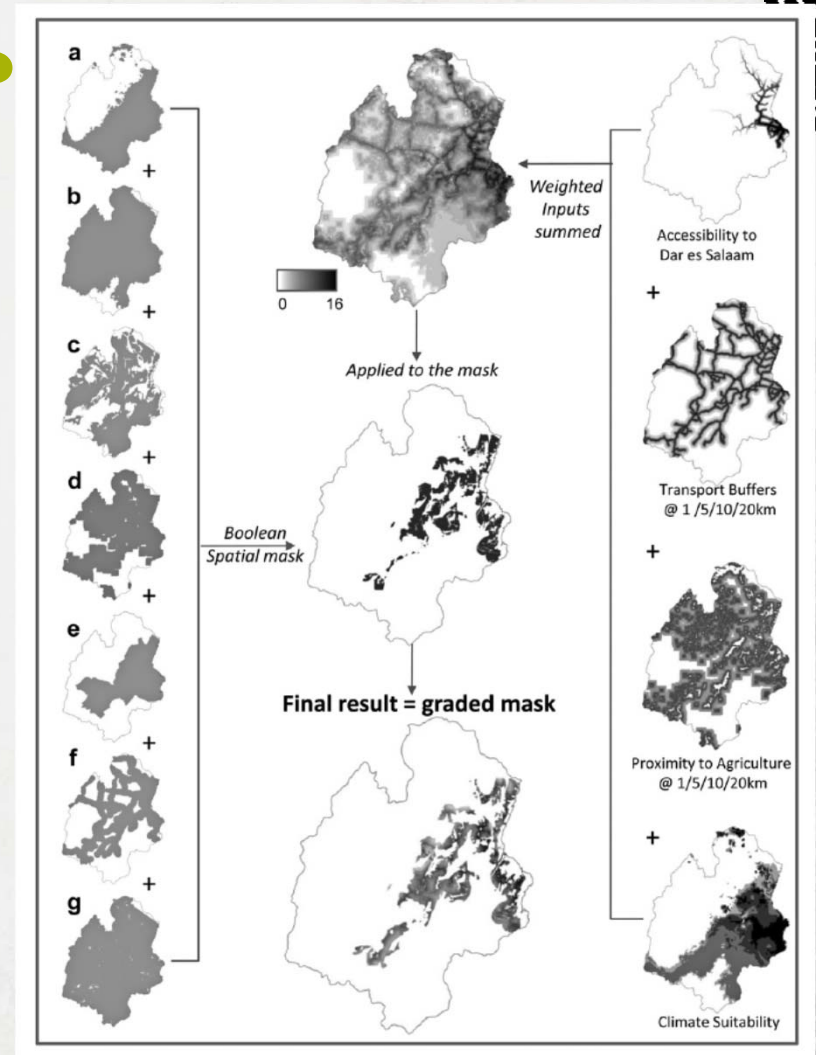 a
+
b
+
c
+
d
+
e
+
f
+
g
Boolean
Spatial mask
0 16
Applied to the mask
Final result = graded mask
Weighted
Inputs
summed
Accessibility to
Dar es Salaam
+
Transport Buffers
@ 1 /5/10/20km
+
Proximity to Agriculture
@ 1/5/10/20km
+
Climate Suitability